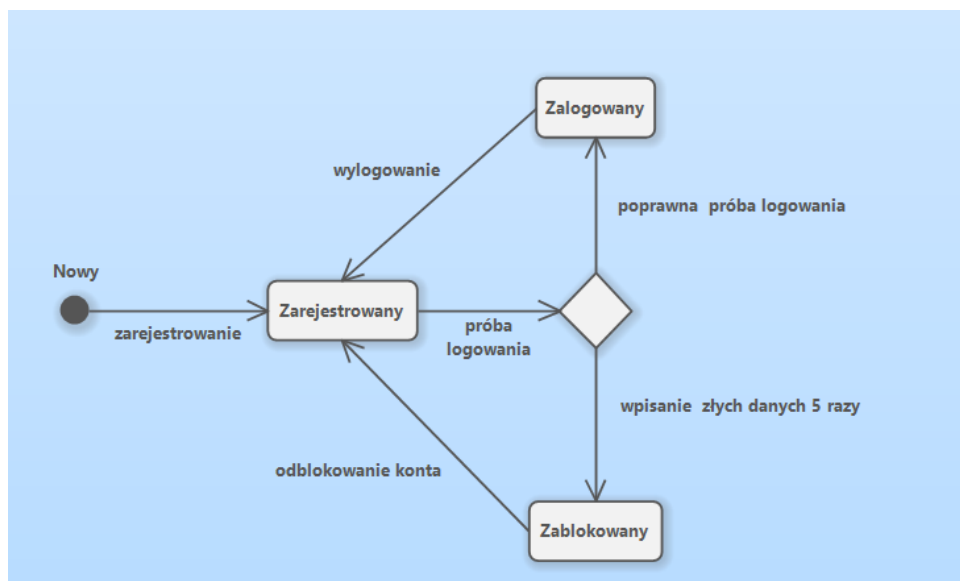 Zalogowany
wylogowanie
poprawna próba logowania
Nowy
zarejestrowanie
Zarejestrowany
próba
logowania
wpisanie złych danych 5 razy
odblokowanie konta
Zablokowany